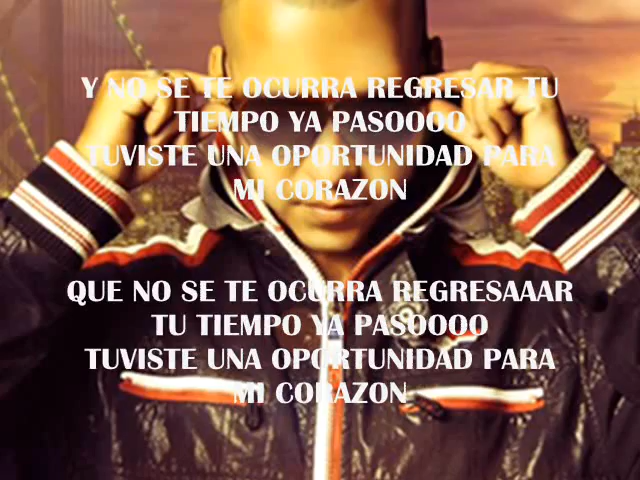 Y NO SE TE OCURRA REGRESAR TU
TIEMPO YA PASOOOO
TUVISTE UNA OPORTUNIDAD PARA
MI CORAZON
QUE NO SE TE OCURRA REGRESAAAR
TU TIEMPO YA PASOOOO
TUVISTE UNA OPORTUNIDAD PARA
MI CORAZON